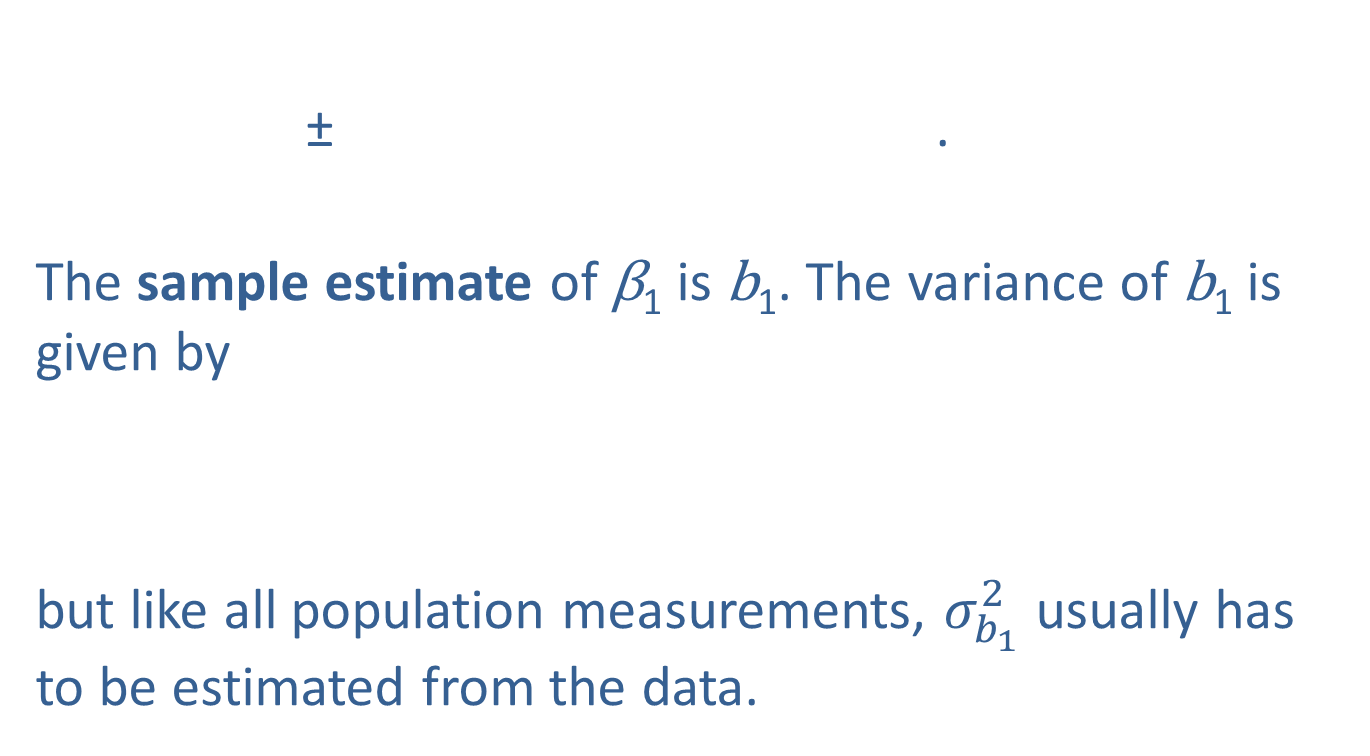 ± .
The sample estimate of β₁ is b₁. The variance of b₁ is
given by
but like all population measurements, σ²_b₁ usually has
to be estimated from the data.